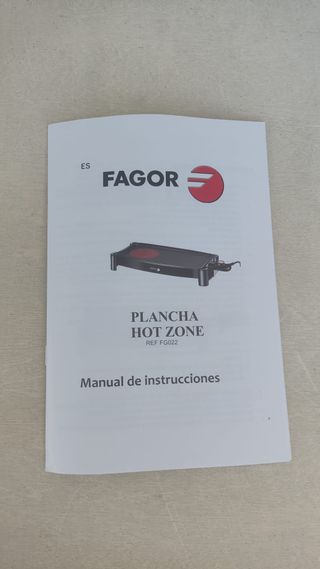 ES
FAGOR
PLANCHA
HOT ZONE
REF FG022
Manual de instrucciones